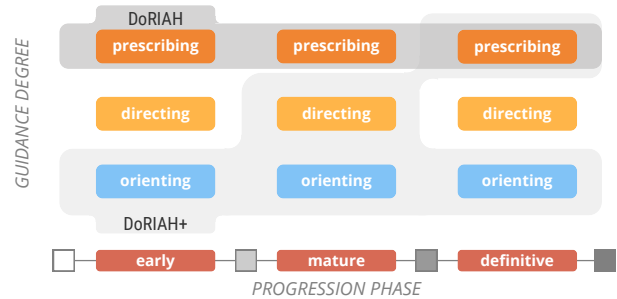 DoRIAH
prescribing prescribing prescribing
directing directing directing
orienting orienting orienting
DoRIAH+
early mature definitive
PROGRESSION PHASE
GUIDANCE DEGREE